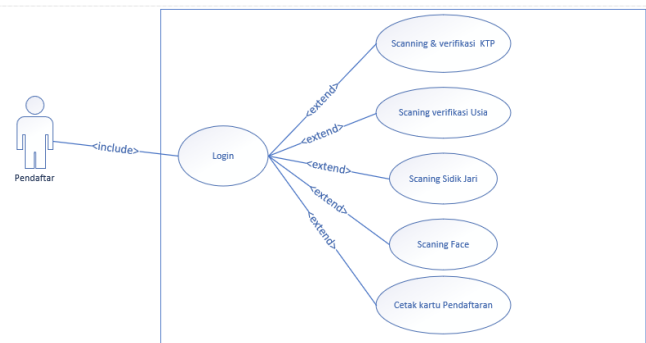 Scanning & verifikasi  KTP
<extend>
Scaning verifikasi Usia
<extend>
<include>
Login
<extend>
Pendaftar
Scaning Sidik Jari
<extend>
<extend>
Scaning Face
Cetak kartu Pendaftaran